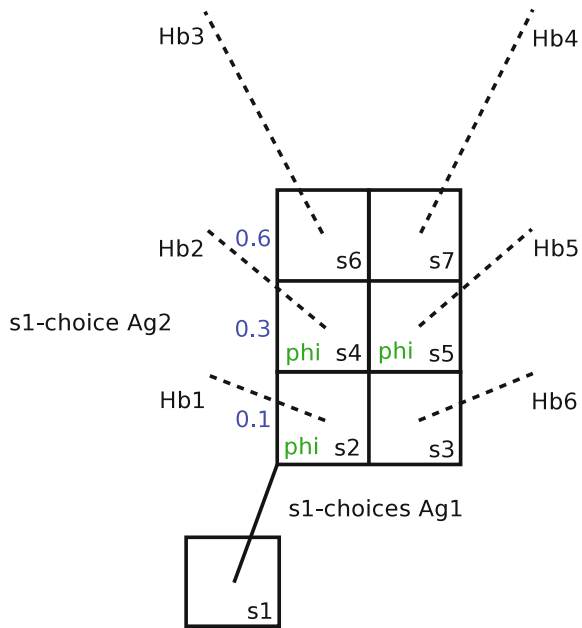 Hb3
Hb4
Hb2
0.6
s6
s7
Hb5
s1-choice Ag2
0.3
phi
s4
phi
s5
Hb1
0.1
phi
s2
s3
Hb6
s1-choices Ag1
s1